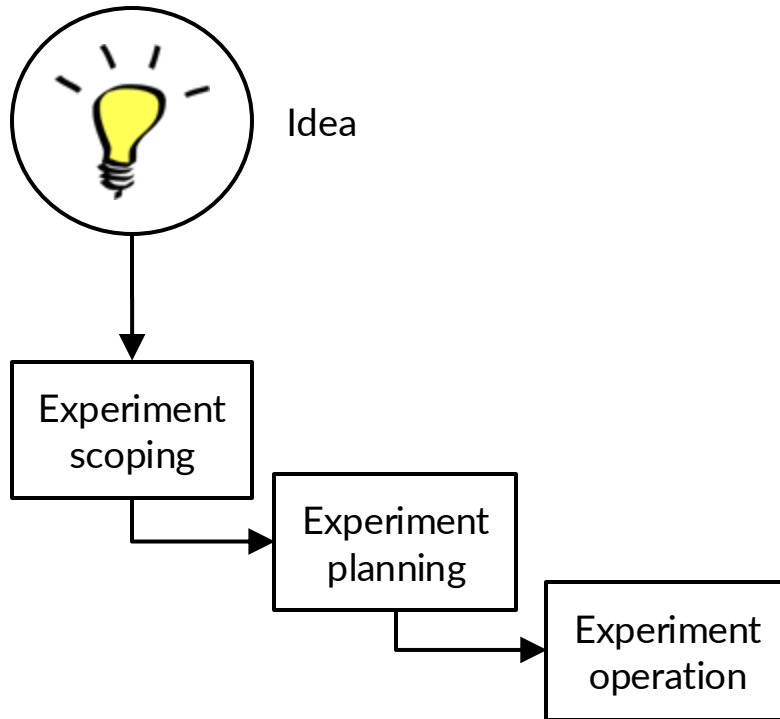 Idea
Experiment
scoping
Experiment
planning
Experiment
operation